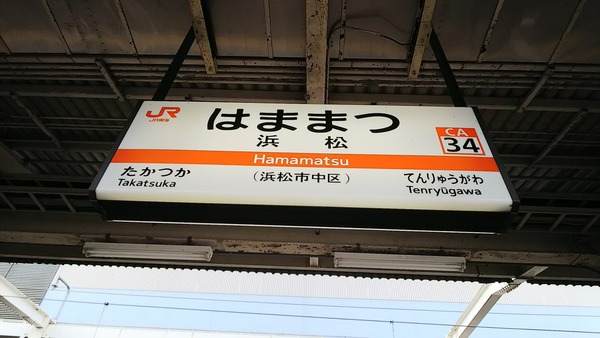 JR
JR東海
はままつ
浜松
CA
34
Hamamatsu
たかつか
Takatsuka
(浜松市中区)
てんりゅうがわ
Tenryūgawa